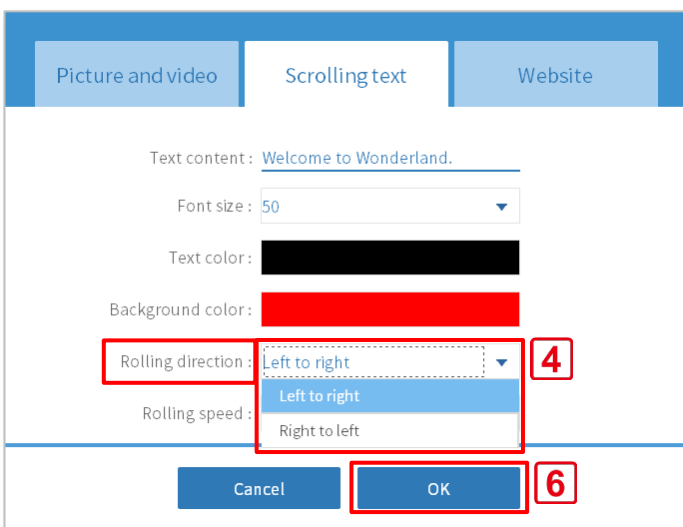 Picture and video Scrolling text Website
Text content : Welcome to Wonderland.
Font size : 50
Text color :
Background color :
Rolling direction : Left to right 4
Left to right
Rolling speed :
Right to left
Cancel OK 6